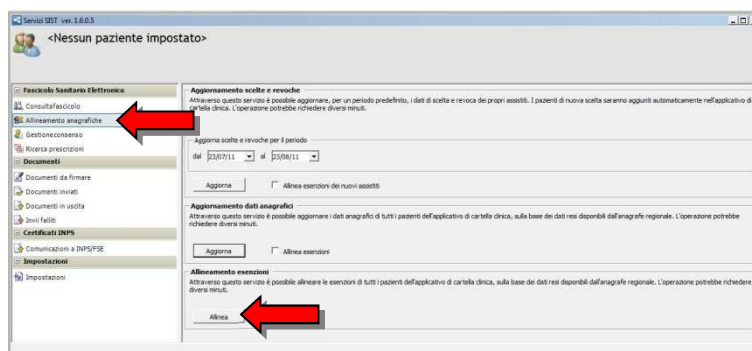 Servizi SIST ver. 1.6.0.5
<Nessun paziente impostato>
Fascicolo Sanitario Elettronico
Consultafascicolo
Allineamento anagrafiche
Gestioneconsenso
Ricerca prescrizioni
Documenti
Documenti da firmare
Documenti inviati
Documenti in uscita
Invii falliti
Certificati INPS
Comunicazioni a INPS/FSE
Impostazioni
Impostazioni
Aggiornamento scelte e revoche
Attraverso questo servizio è possibile aggiornare, per un periodo predefinito, i dati di scelta e revoca dei propri assistiti. I pazienti di nuova scelta saranno aggiunti automaticamente nell'applicativo di
cartella clinica. L'operazione potrebbe richiedere diversi minuti.
Aggiorna scelte e revoche per il periodo
dal 23/07/11 al 23/08/11
Aggiorna Allinea esenzioni dei nuovi assistiti
Aggiornamento dati anagrafici
Attraverso questo servizio è possibile aggiornare i dati anagrafici di tutti i pazienti dell'applicativo di cartella clinica, sulla base dei dati resi disponibili dall'anagrafe regionale. L'operazione potrebbe
richiedere diversi minuti.
Aggiorna Allinea esenzioni
Allineamento esenzioni
Attraverso questo servizio è possibile allineare le esenzioni di tutti i pazienti dell'applicativo di cartella clinica, sulla base dei dati resi disponibili dall'anagrafe regionale. L'operazione potrebbe richiedere
diversi minuti.
Allinea